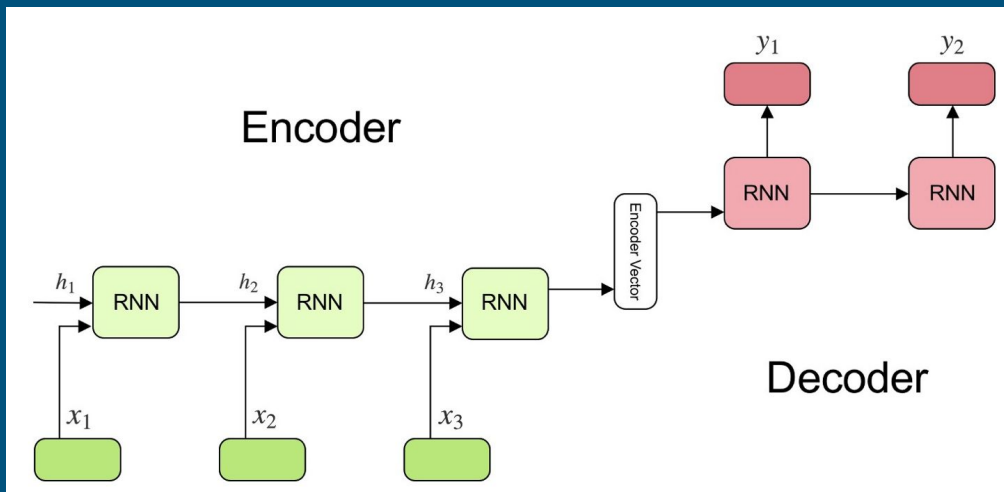 y₁
y₂
Encoder
RNN
RNN
Encoder Vector
h₁
RNN
h₂
RNN
h₃
RNN
Decoder
x₁
x₂
x₃